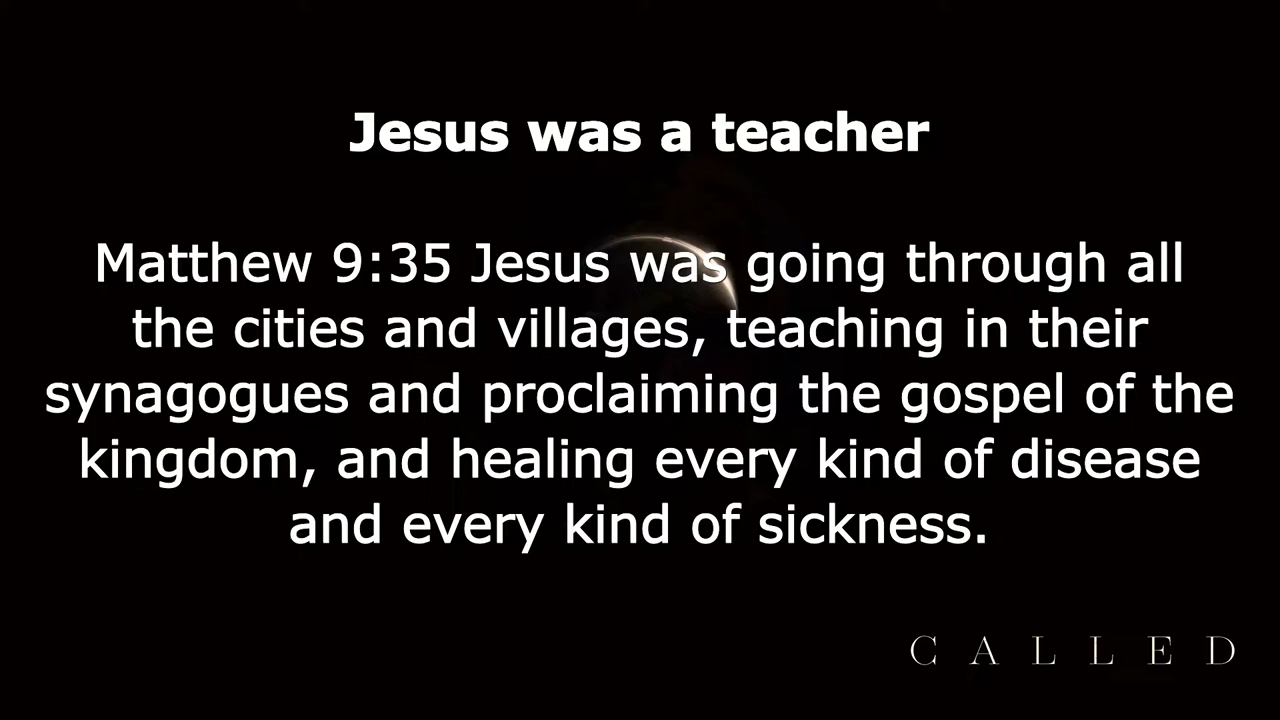 Jesus was a teacher
Matthew 9:35 Jesus was going through all
the cities and villages, teaching in their
synagogues and proclaiming the gospel of the
kingdom, and healing every kind of disease
and every kind of sickness.
CALLED